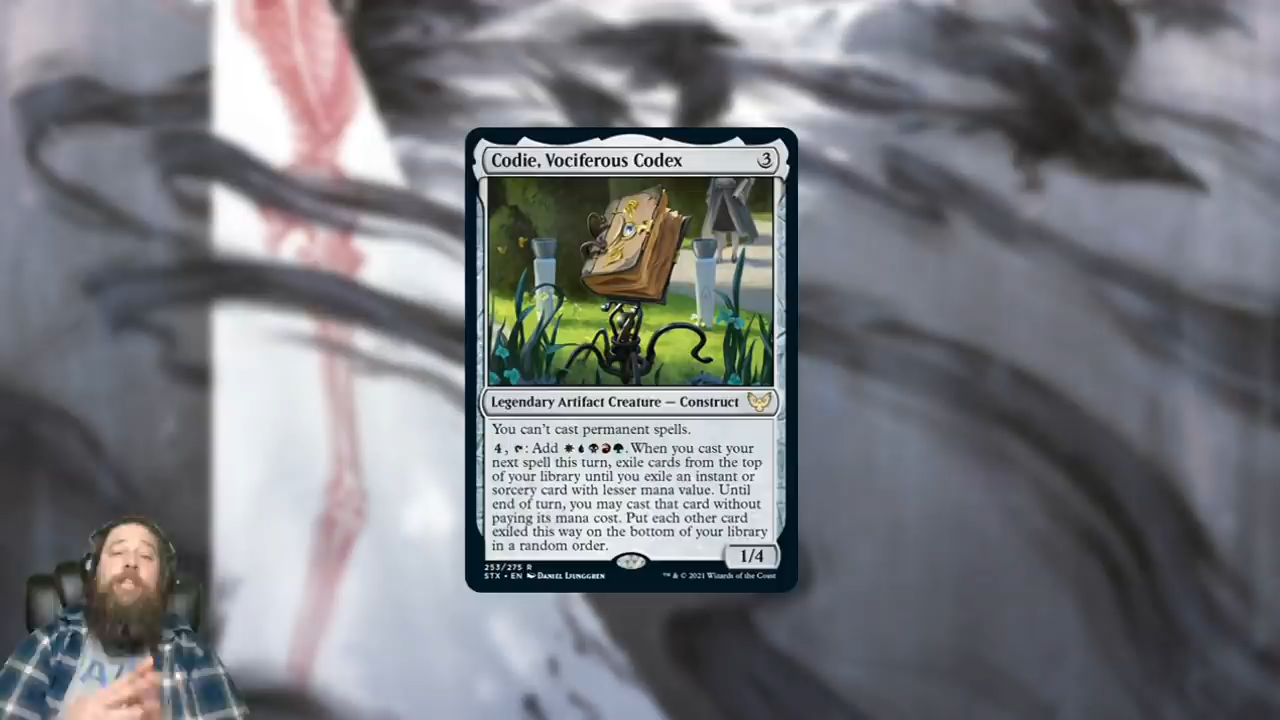 Codie, Vociferous Codex 3
Legendary Artifact Creature — Construct
You can't cast permanent spells.
4, : Add . When you cast your
next spell this turn, exile cards from the top
of your library until you exile an instant or
sorcery card with lesser mana value. Until
end of turn, you may cast that card without
paying its mana cost. Put each other card
exiled this way on the bottom of your library
in a random order.
1/4
253/275 R
STX • EN Daniel Ljunggren
™ & © 2021 Wizards of the Coast